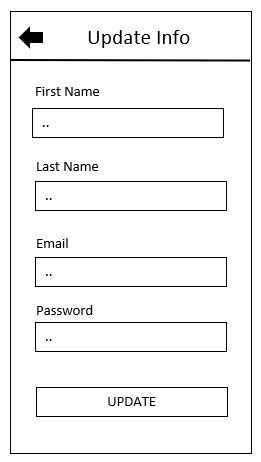 Update Info
First Name
..
Last Name
..
Email
..
Password
..
UPDATE